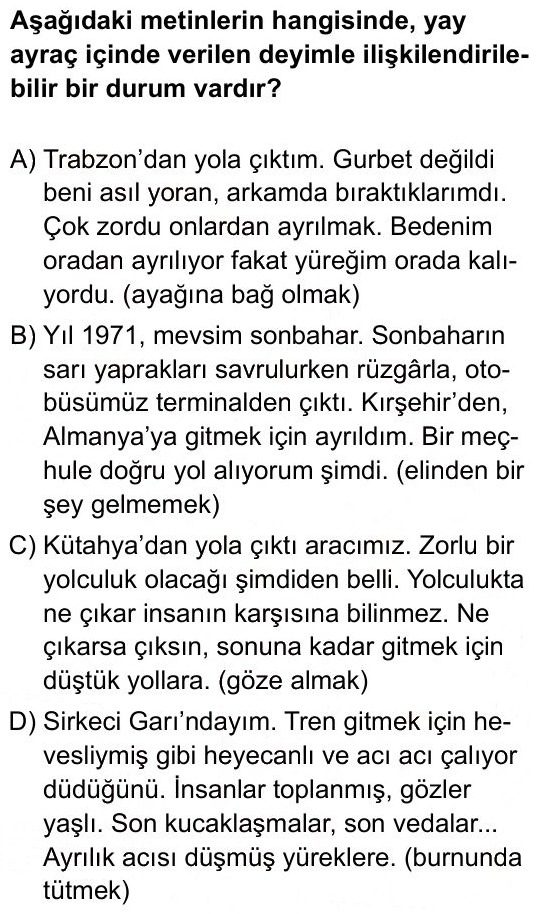 Aşağıdaki metinlerin hangisinde, yay
ayraç içinde verilen deyimle ilişkilendirile-
bilir bir durum vardır?
A) Trabzon’dan yola çıktım. Gurbet değildi
beni asıl yoran, arkamda bıraktıklarımdı.
Çok zordu onlardan ayrılmak. Bedenim
oradan ayrılıyor fakat yüreğim orada kalı-
yordu. (ayağına bağ olmak)
B) Yıl 1971, mevsim sonbahar. Sonbaharın
sarı yaprakları savrulurken rüzgârla, oto-
büsümüz terminalden çıktı. Kırşehir’den,
Almanya’ya gitmek için ayrıldım. Bir meç-
hule doğru yol alıyorum şimdi. (elinden bir
şey gelmemek)
C) Kütahya’dan yola çıktı aracımız. Zorlu bir
yolculuk olacağı şimdiden belli. Yolculukta
ne çıkar insanın karşısına bilinmez. Ne
çıkarsa çıksın, sonuna kadar gitmek için
düştük yollara. (göze almak)
D) Sirkeci Garı’ndayım. Tren gitmek için he-
vesliymiş gibi heyecanlı ve acı acı çalıyor
düdüğünü. İnsanlar toplanmış, gözler
yaşlı. Son kucaklaşmalar, son vedalar...
Ayrılık acısı düşmüş yüreklere. (burnunda
tütmek)